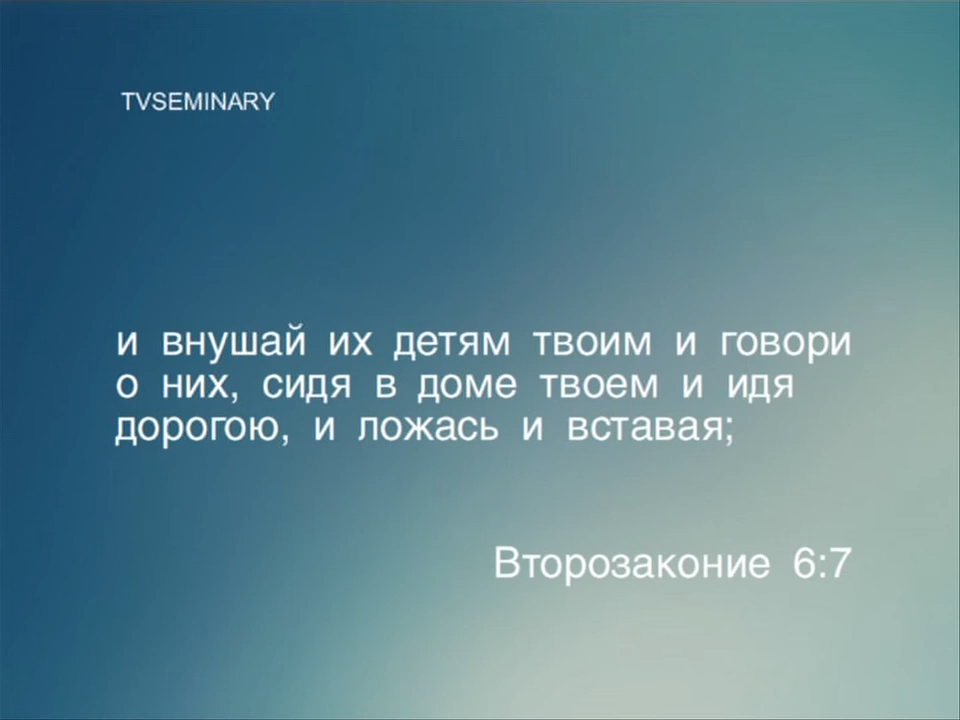 TVSEMINARY
и внушай их детям твоим и говори
о них, сидя в доме твоем и идя
дорогою, и ложась и вставая;
Второзаконие 6:7